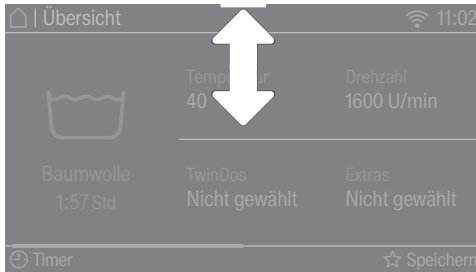 | Übersicht 11:02
Drehzahl
40 1600 U/min
Baumwolle
1:57 Std
TwinDos Extras
Nicht gewählt Nicht gewählt
Timer Speichern